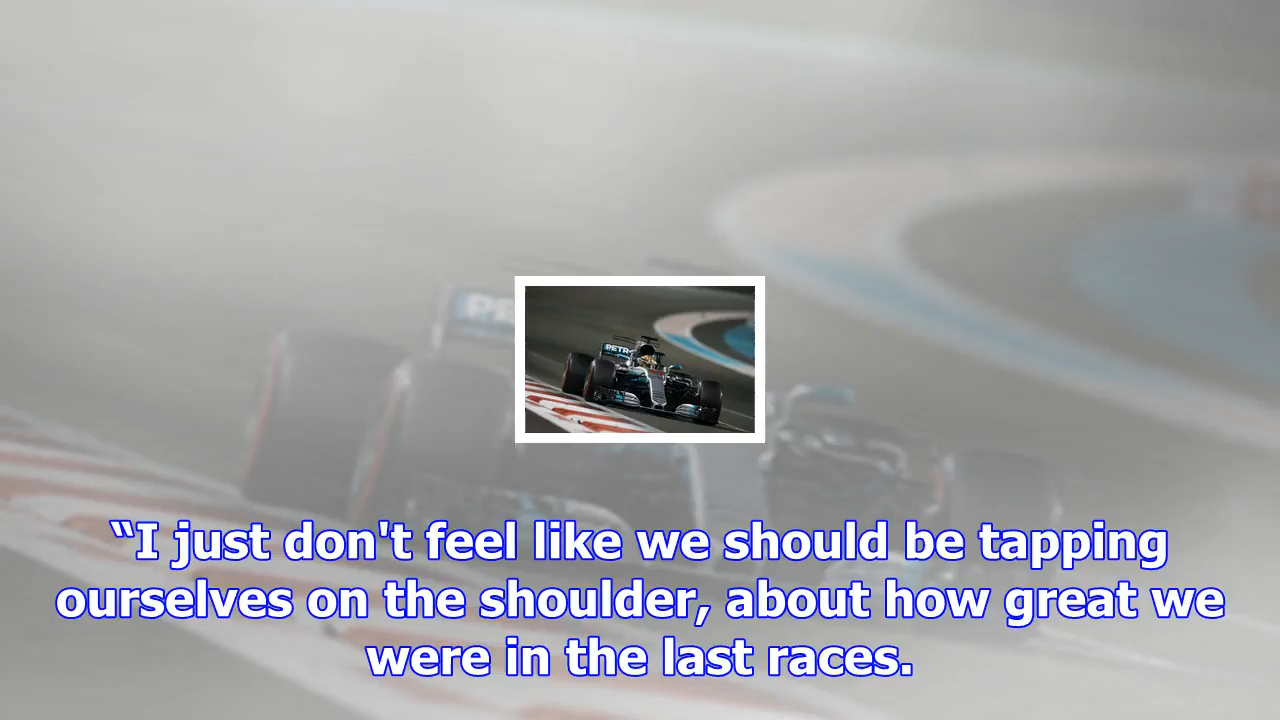 PETR
“I just don't feel like we should be tapping
ourselves on the shoulder, about how great we
were in the last races.